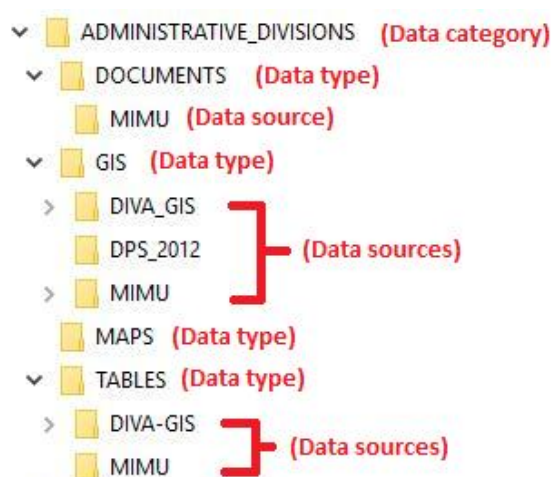 ADMINISTRATIVE_DIVISIONS (Data category)
DOCUMENTS (Data type)
MIMU (Data source)
GIS (Data type)
DIVA_GIS
DPS_2012 (Data sources)
MIMU
MAPS (Data type)
TABLES (Data type)
DIVA-GIS
(Data sources)
MIMU